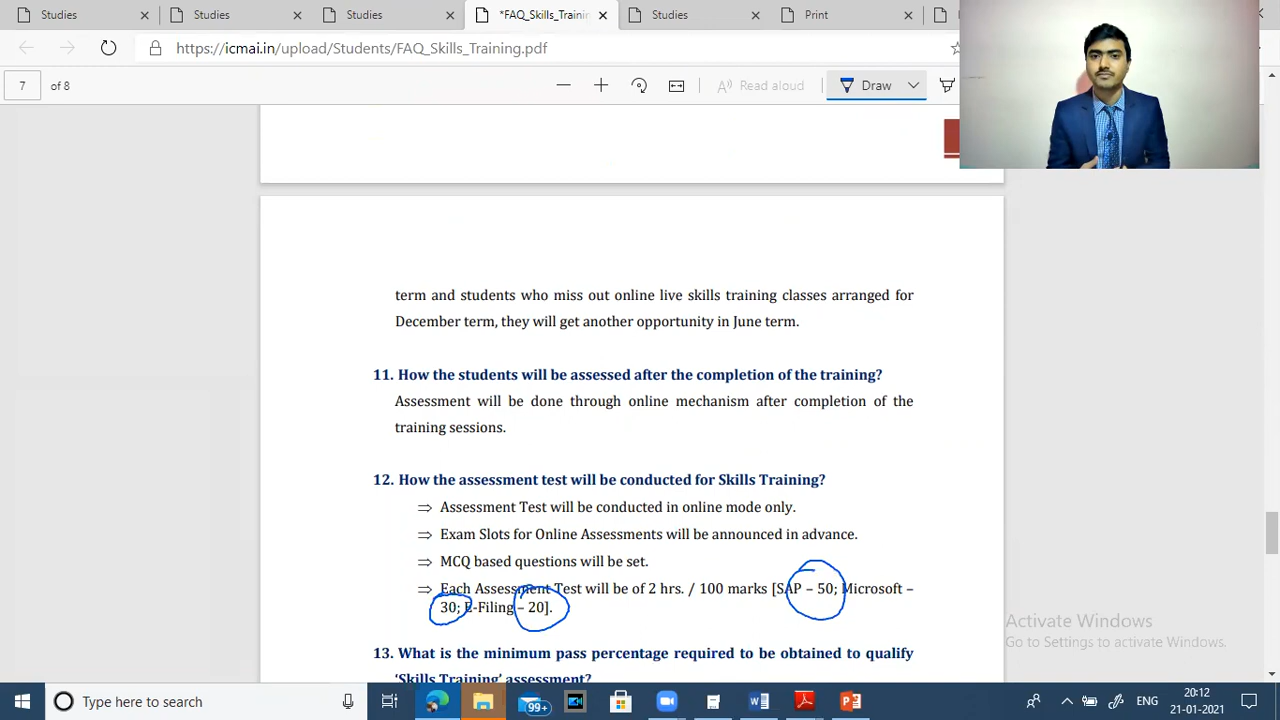 Studies
Studies
Studies
*FAQ_Skills_Trainin
Studies
Print
https://icmai.in/upload/Students/FAQ_Skills_Training.pdf
7 of 8
Read aloud
Draw
term and students who miss out online live skills training classes arranged for
December term, they will get another opportunity in June term.
11. How the students will be assessed after the completion of the training?
Assessment will be done through online mechanism after completion of the
training sessions.
12. How the assessment test will be conducted for Skills Training?
⇒ Assessment Test will be conducted in online mode only.
⇒ Exam Slots for Online Assessments will be announced in advance.
⇒ MCQ based questions will be set.
⇒ Each Assessment Test will be of 2 hrs. / 100 marks [SAP – 50; Microsoft –
30; E-Filing – 20].
13. What is the minimum pass percentage required to be obtained to qualify
'Skills Training' assessment?
Activate Windows
Go to Settings to activate Windows.
Type here to search
99+
ENG
20:12
21-01-2021